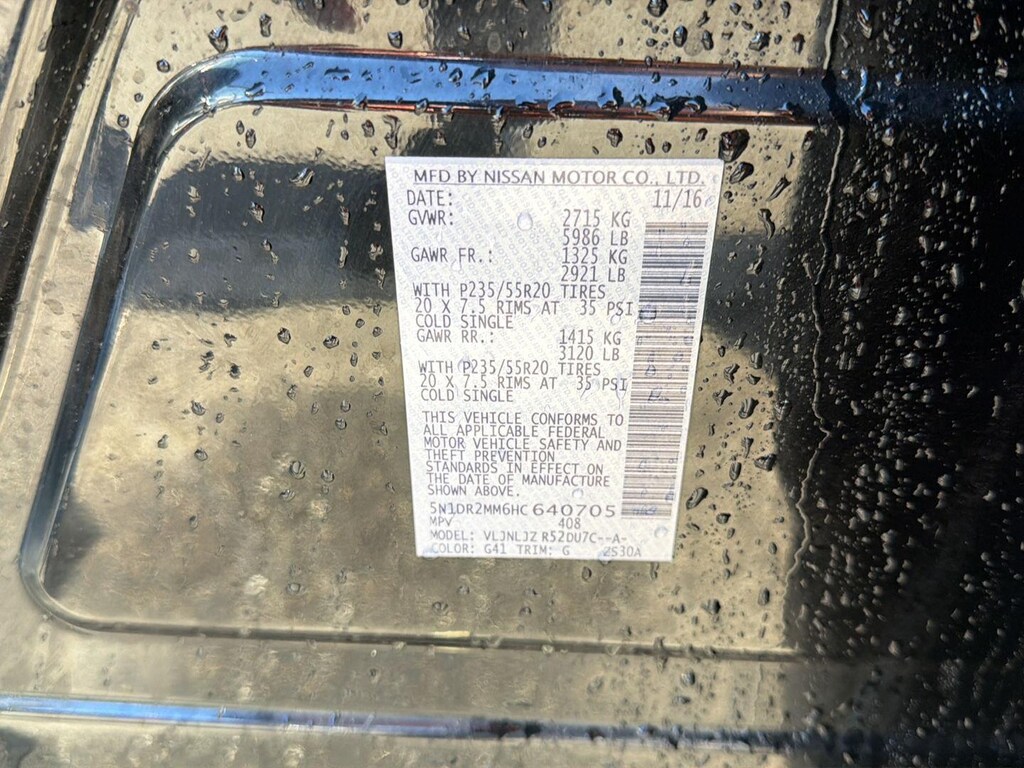 MFD BY NISSAN MOTOR CO., LTD.
DATE: 11/16
GVWR: 2715 KG
5986 LB
GAWR FR.: 1325 KG
2921 LB
WITH P235/55R20 TIRES
20 X 7.5 RIMS AT 35 PSI
COLD SINGLE
GAWR RR.: 1415 KG
3120 LB
WITH P235/55R20 TIRES
20 X 7.5 RIMS AT 35 PSI
COLD SINGLE
THIS VEHICLE CONFORMS TO
ALL APPLICABLE FEDERAL
MOTOR VEHICLE SAFETY AND
THEFT PREVENTION
STANDARDS IN EFFECT ON
THE DATE OF MANUFACTURE
SHOWN ABOVE.
5N1DR2MM6HC 640705
MPV 408
MODEL: VLJNLJZ R52DU7C--A-
COLOR: G41 TRIM: G 2530A